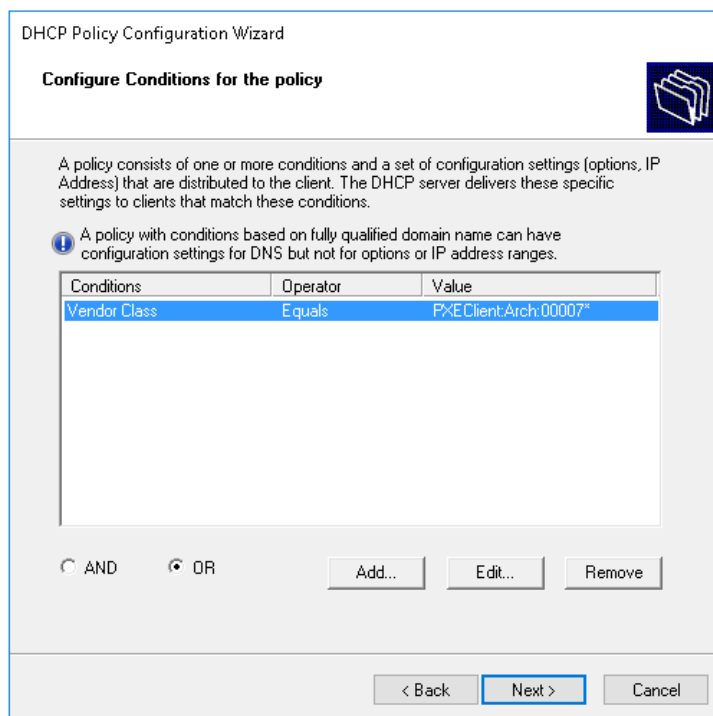 DHCP Policy Configuration Wizard
Configure Conditions for the policy
A policy consists of one or more conditions and a set of configuration settings (options, IP
Address) that are distributed to the client. The DHCP server delivers these specific
settings to clients that match these conditions.
A policy with conditions based on fully qualified domain name can have
configuration settings for DNS but not for options or IP address ranges.
Conditions Operator Value
Vendor Class Equals PXEClient:Arch:00007*
AND OR Add... Edit... Remove
< Back Next > Cancel